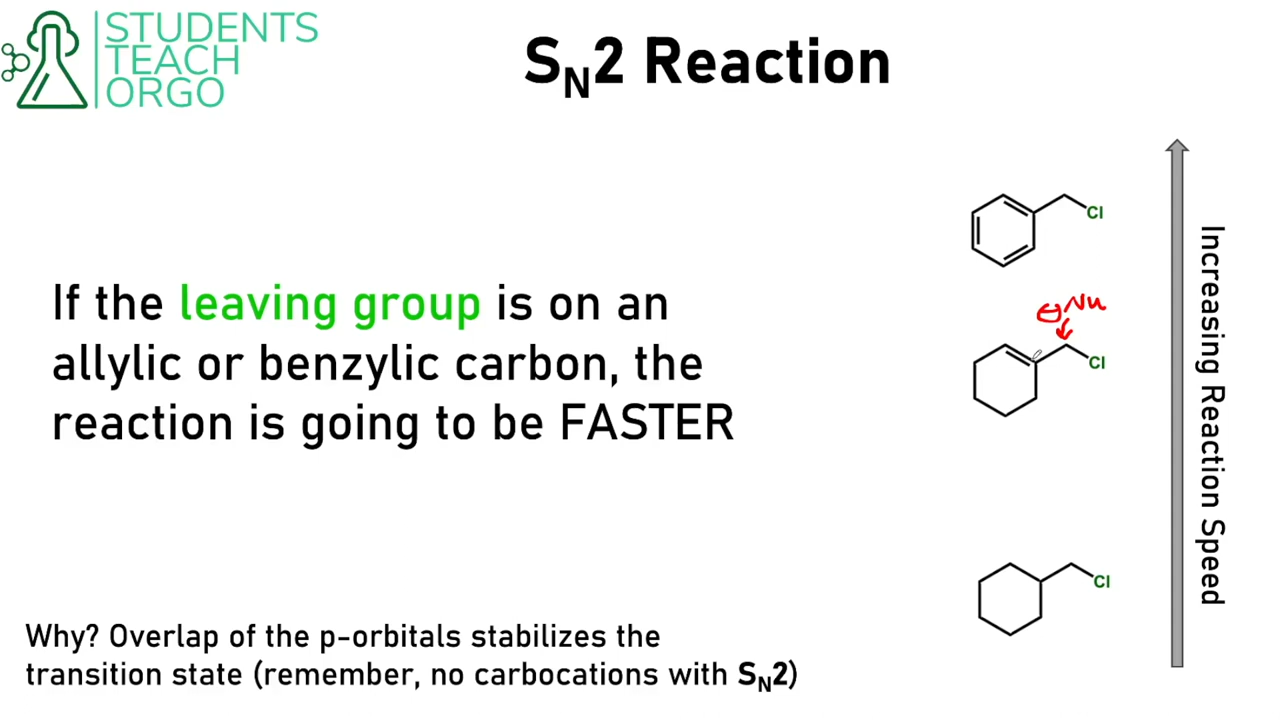 STUDENTS
TEACH
ORGO
SN2 Reaction
If the leaving group is on an
allylic or benzylic carbon, the
reaction is going to be FASTER
Why? Overlap of the p-orbitals stabilizes the
transition state (remember, no carbocations with SN2)
Cl
⊖Nu
Cl
Cl
Increasing Reaction Speed